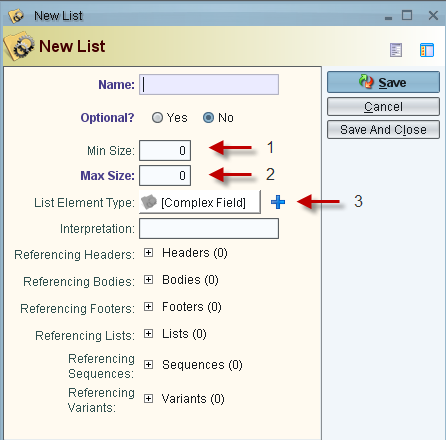 New List
New List
Name:
Save
Cancel
Save And Close
Optional? Yes No
Min Size: 0 1
Max Size: 0 2
List Element Type: [Complex Field] 3
Interpretation:
Referencing Headers: Headers (0)
Referencing Bodies: Bodies (0)
Referencing Footers: Footers (0)
Referencing Lists: Lists (0)
Referencing
Sequences: Sequences (0)
Referencing
Variants: Variants (0)